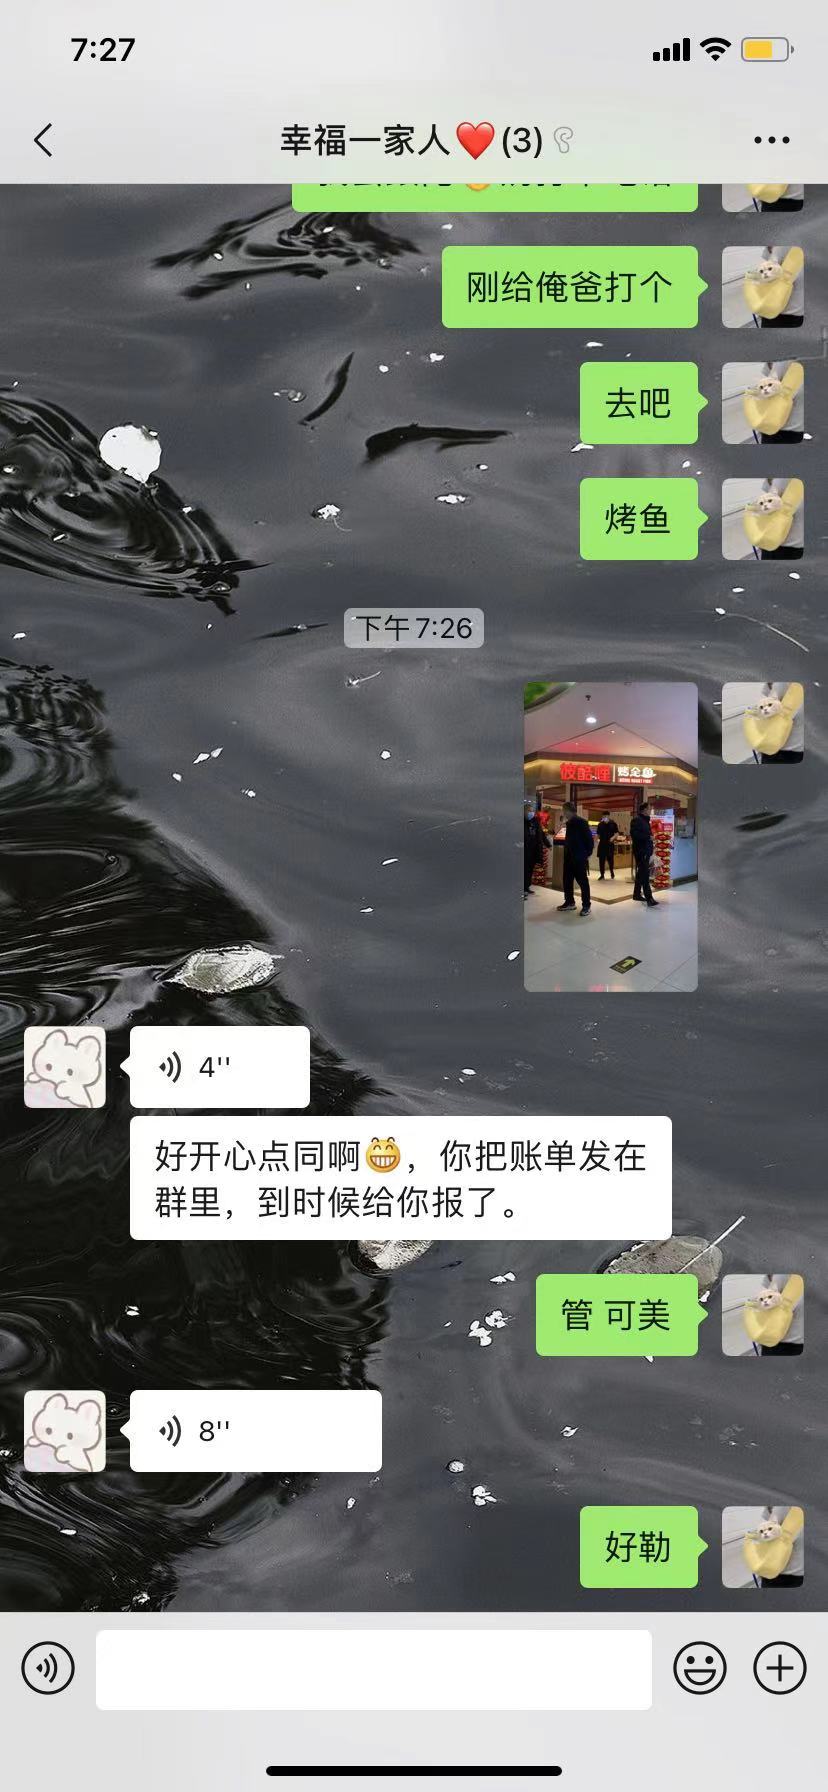 7:27
幸福一家人❤️(3)
刚给俺爸打个
去吧
烤鱼
下午7:26
烤全鱼
4''
好开心点同啊😁，你把账单发在
群里，到时候给你报了。
管 可美
8''
好勒